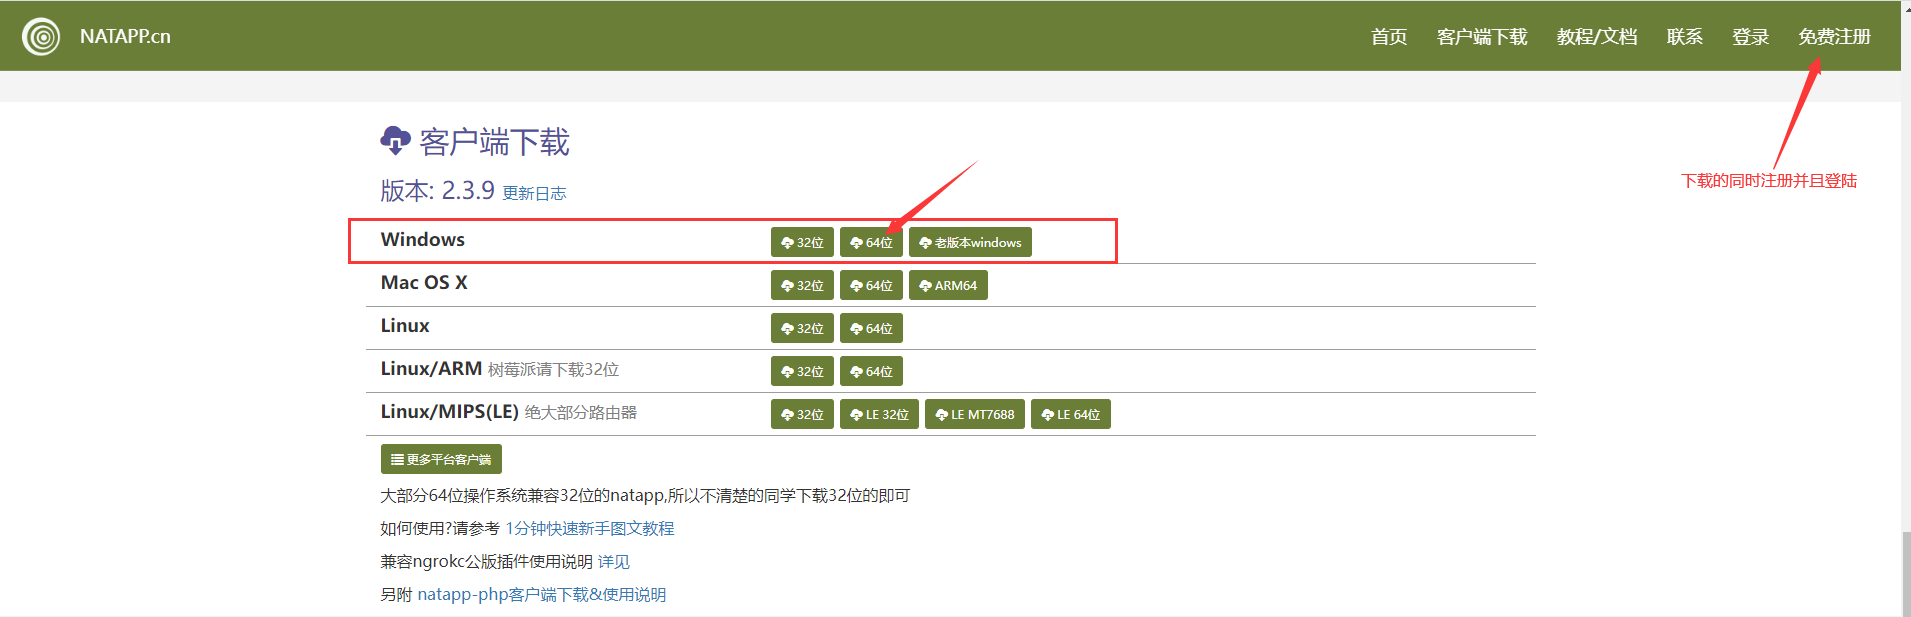 NATAPP.cn 首页 客户端下载 教程/文档 联系 登录 免费注册
客户端下载
下载的同时注册并且登陆
版本: 2.3.9 更新日志
Windows 32位 64位 老版本windows
Mac OS X 32位 64位 ARM64
Linux 32位 64位
Linux/ARM 树莓派请下载32位 32位 64位
Linux/MIPS(LE) 绝大部分路由器 32位 LE 32位 LE MT7688 LE 64位
更多平台客户端
大部分64位操作系统兼容32位的natapp,所以不清楚的同学下载32位的即可
如何使用?请参考 1分钟快速新手图文教程
兼容ngrokc公版插件使用说明 详见
另附 natapp-php客户端下载&使用说明